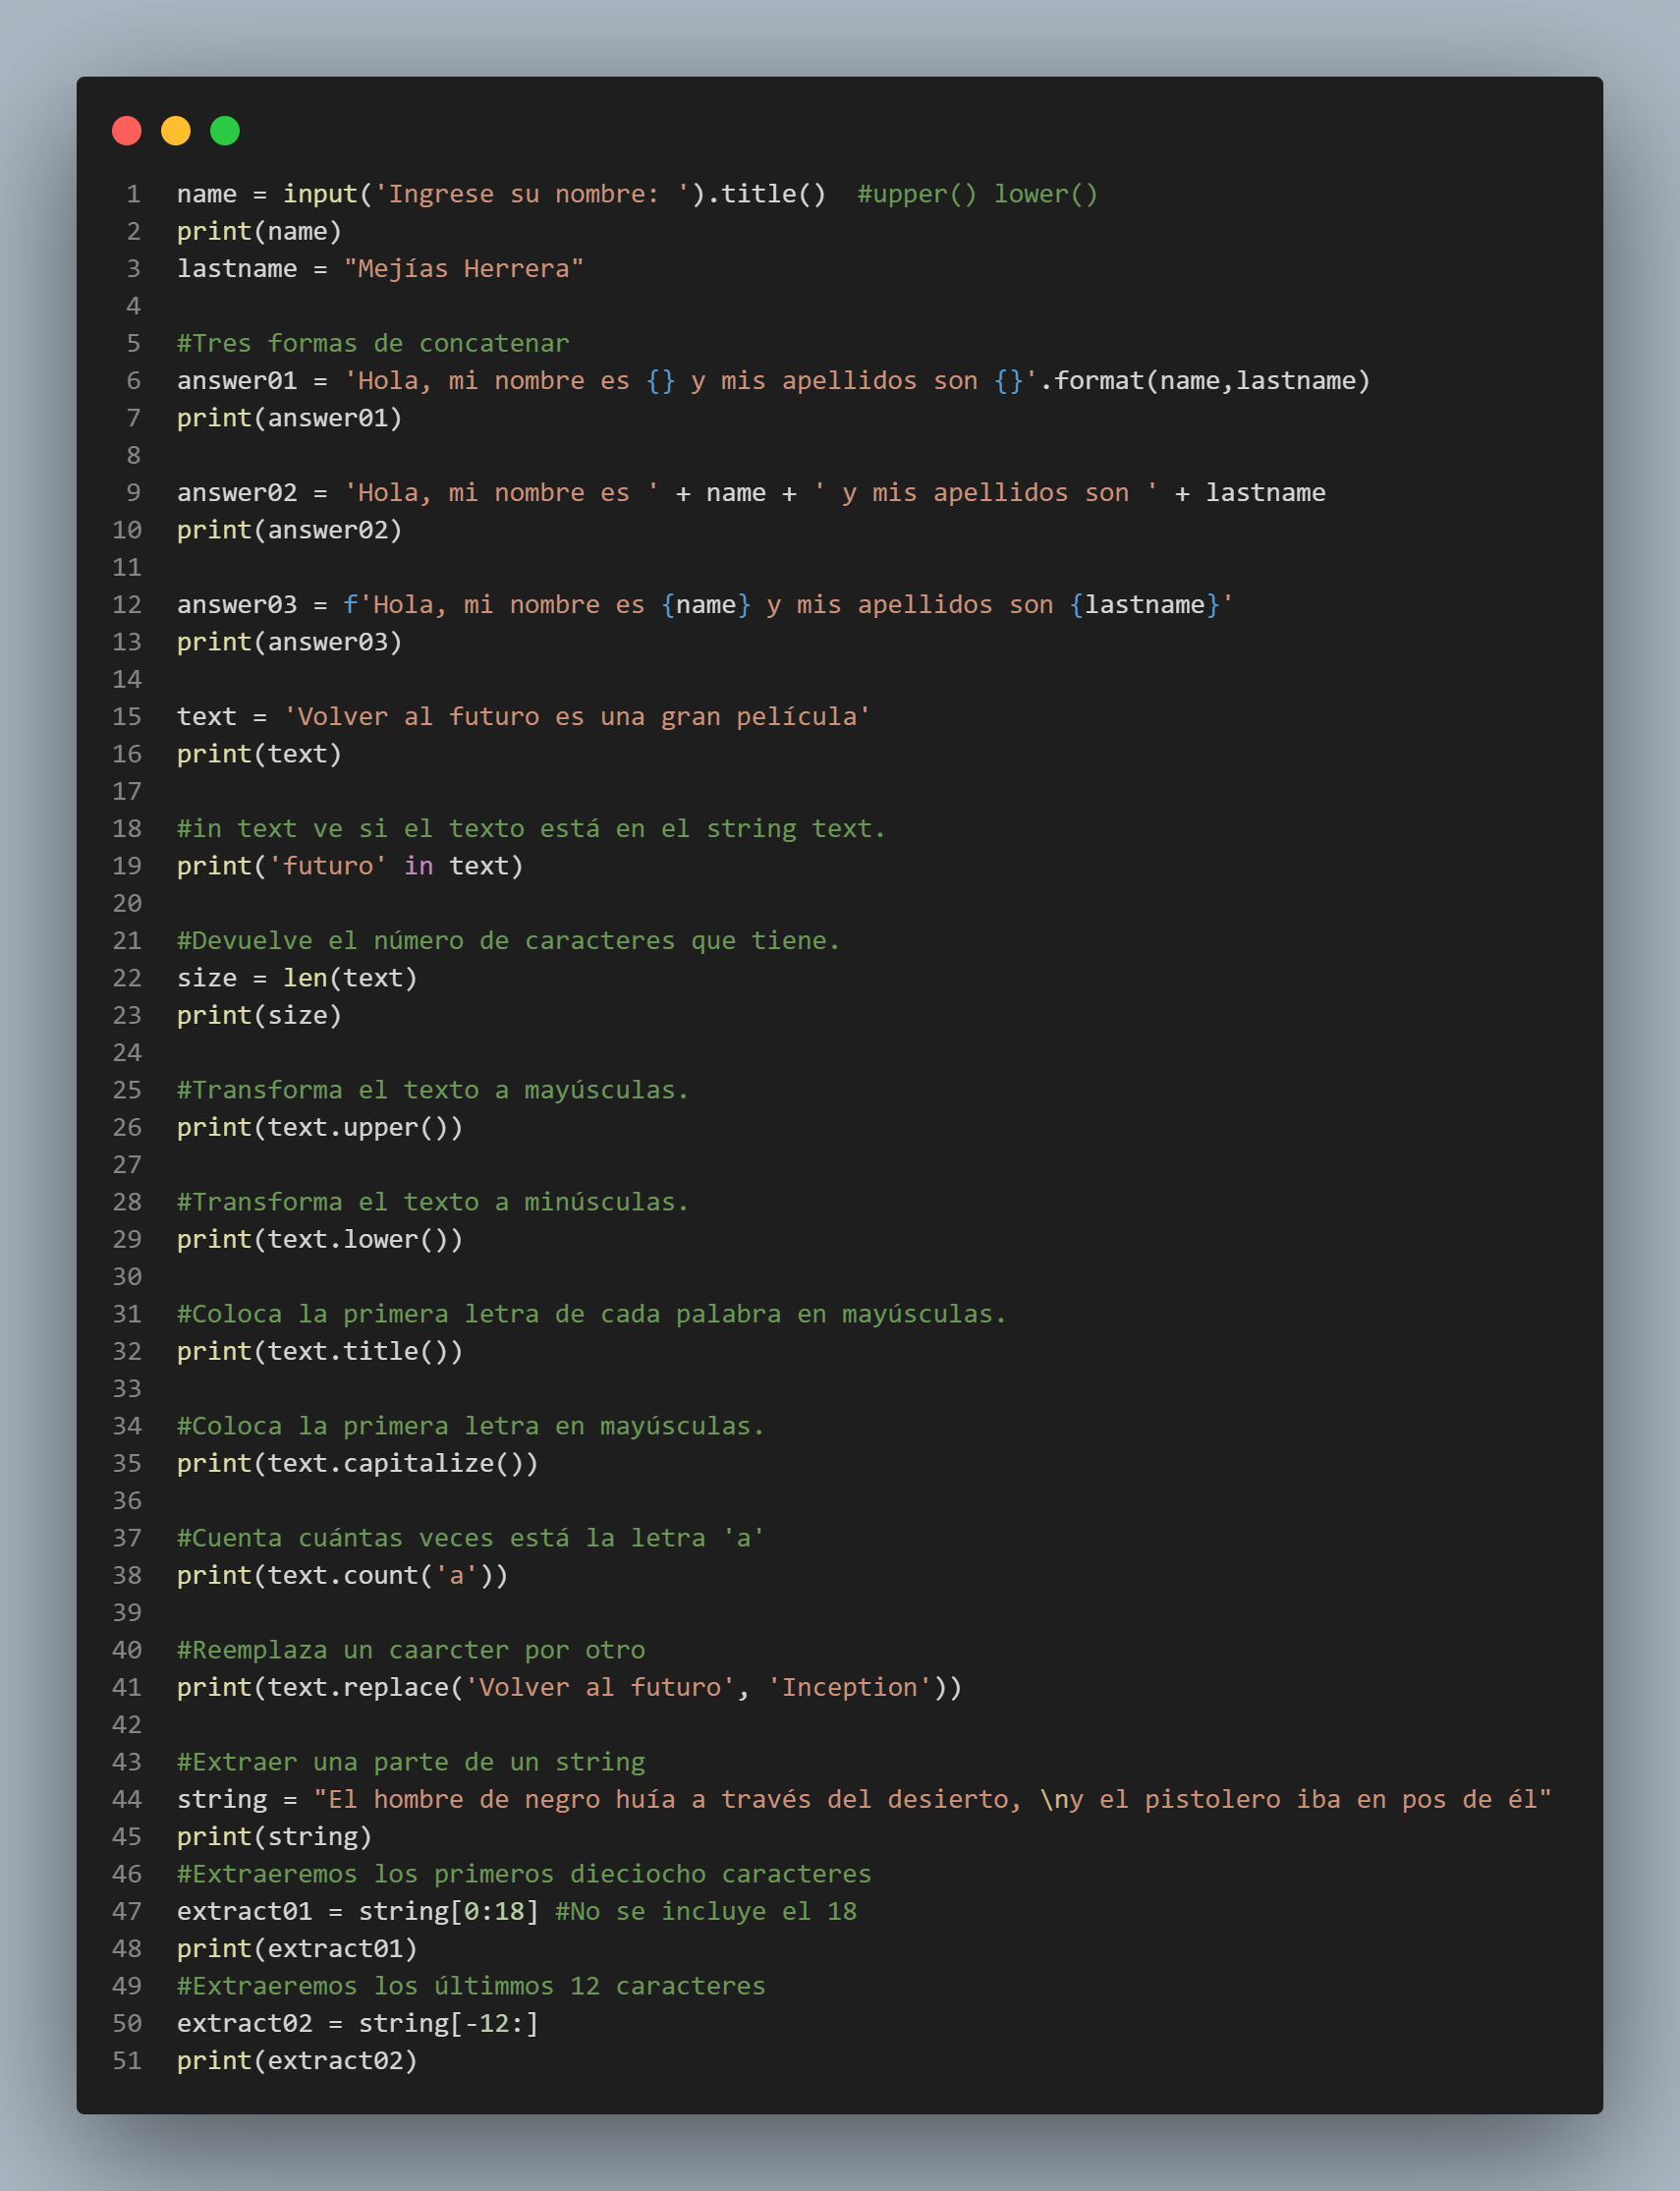 1 name = input('Ingrese su nombre: ').title()  #upper() lower()
2 print(name)
3 lastname = "Mejías Herrera"
4
5 #Tres formas de concatenar
6 answer01 = 'Hola, mi nombre es {} y mis apellidos son {}'.format(name,lastname)
7 print(answer01)
8
9 answer02 = 'Hola, mi nombre es ' + name + ' y mis apellidos son ' + lastname
10 print(answer02)
11
12 answer03 = f'Hola, mi nombre es {name} y mis apellidos son {lastname}'
13 print(answer03)
14
15 text = 'Volver al futuro es una gran película'
16 print(text)
17
18 #in text ve si el texto está en el string text.
19 print('futuro' in text)
20
21 #Devuelve el número de caracteres que tiene.
22 size = len(text)
23 print(size)
24
25 #Transforma el texto a mayúsculas.
26 print(text.upper())
27
28 #Transforma el texto a minúsculas.
29 print(text.lower())
30
31 #Coloca la primera letra de cada palabra en mayúsculas.
32 print(text.title())
33
34 #Coloca la primera letra en mayúsculas.
35 print(text.capitalize())
36
37 #Cuenta cuántas veces está la letra 'a'
38 print(text.count('a'))
39
40 #Reemplaza un caarcter por otro
41 print(text.replace('Volver al futuro', 'Inception'))
42
43 #Extraer una parte de un string
44 string = "El hombre de negro huía a través del desierto, \ny el pistolero iba en pos de él"
45 print(string)
46 #Extraeremos los primeros dieciocho caracteres
47 extract01 = string[0:18] #No se incluye el 18
48 print(extract01)
49 #Extraeremos los últimmos 12 caracteres
50 extract02 = string[-12:]
51 print(extract02)